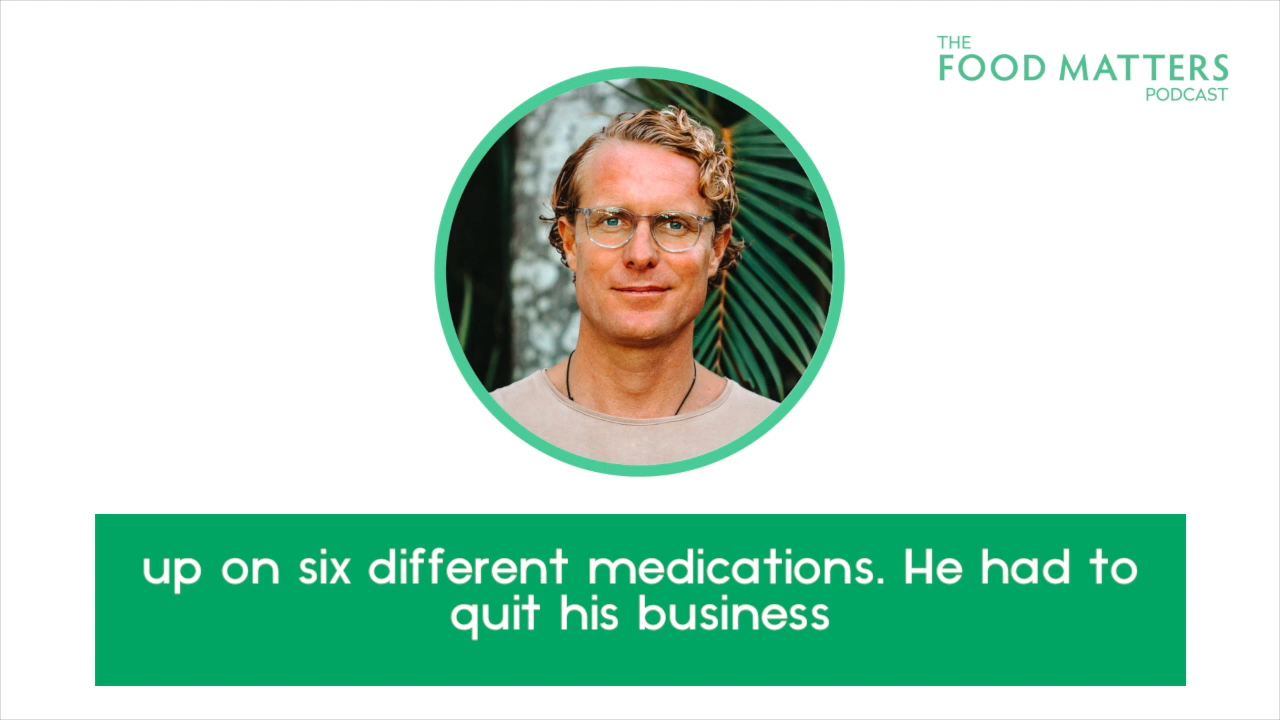 THE
FOOD MATTERS
PODCAST
up on six different medications. He had to
quit his business